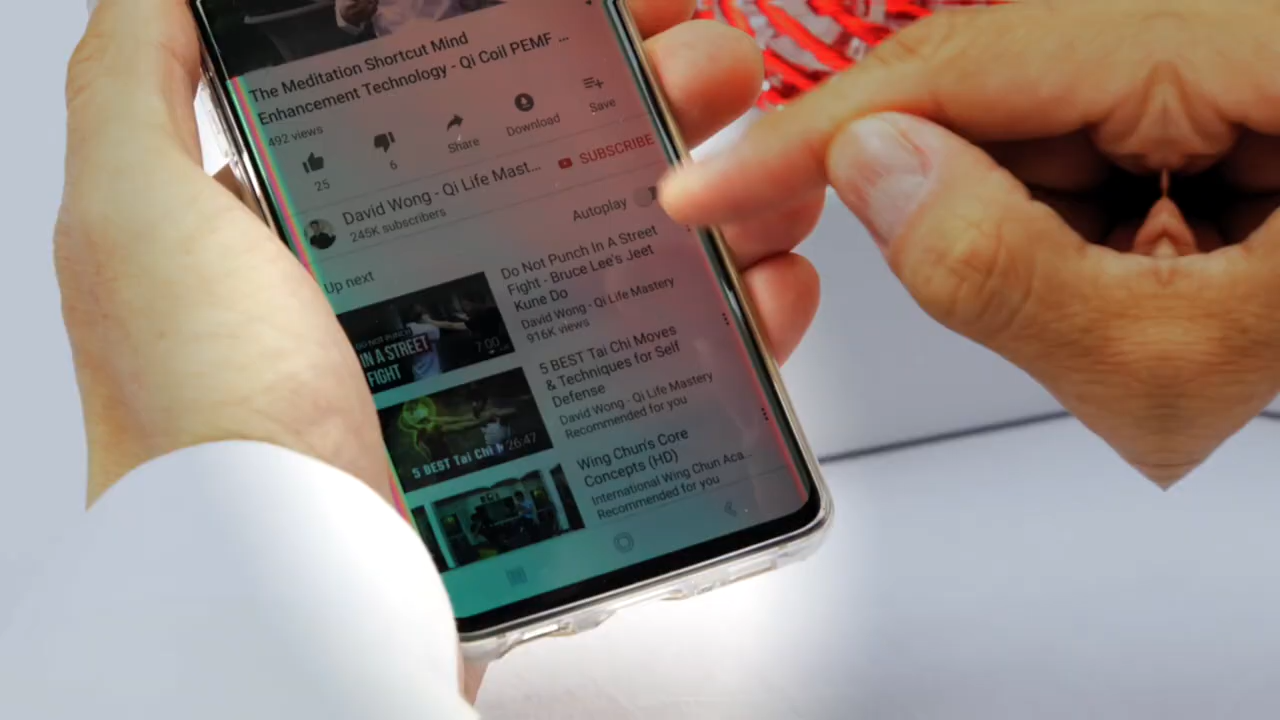 The Meditation Shortcut Mind
Enhancement Technology - Qi Coil PEMF ...
492 views
25
6
Share
Download
Save
David Wong - Qi Life Mast...
245K subscribers
SUBSCRIBE
Autoplay
Up next
DO NOT PUNCH
IN A STREET
FIGHT
7:00
Do Not Punch In A Street
Fight - Bruce Lee's Jeet
Kune Do
David Wong - Qi Life Mastery
916K views
5 BEST Tai Chi
26:47
5 BEST Tai Chi Moves
& Techniques for Self
Defense
David Wong - Qi Life Mastery
Recommended for you
Wing Chun's Core
Concepts (HD)
International Wing Chun Aca...
Recommended for you